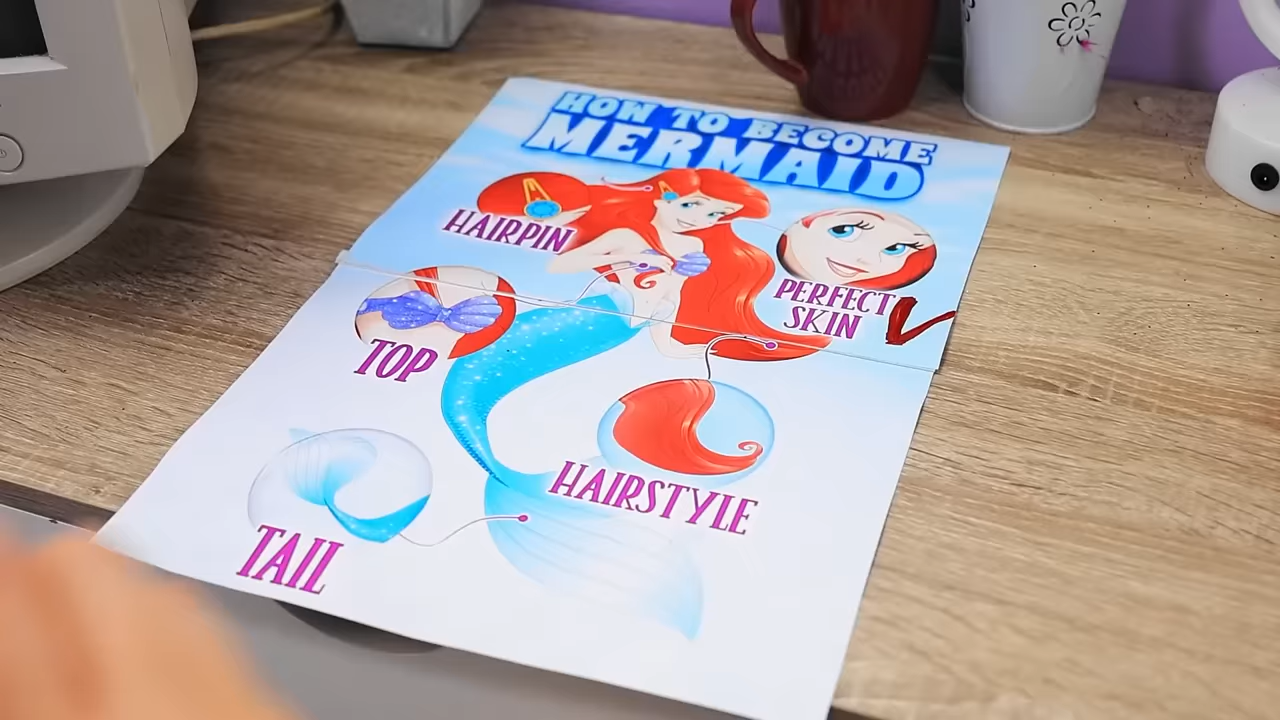 HOW TO BECOME
MERMAID
HAIRPIN
PERFECT
SKIN
TOP
HAIRSTYLE
TAIL